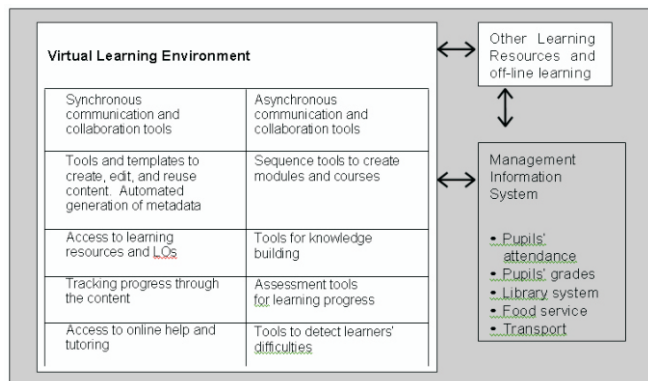 Virtual Learning Environment
Synchronous
communication and
collaboration tools
Asynchronous
communication and
collaboration tools
Tools and templates to
create, edit, and reuse
content. Automated
generation of metadata
Sequence tools to create
modules and courses
Access to learning
resources and LOs
Tools for knowledge
building
Tracking progress through
the content
Assessment tools
for learning progress
Access to online help and
tutoring
Tools to detect learners'
difficulties
Other Learning
Resources and
off-line learning
Management
Information
System
• Pupils'
attendance
• Pupils' grades
• Library system
• Food service
• Transport